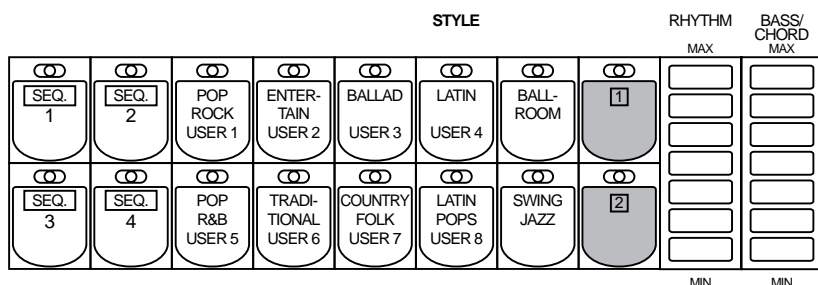 STYLE
RHYTHM
MAX
BASS/
CHORD
MAX
SEQ.
1
SEQ.
2
POP
ROCK
USER 1
ENTER-
TAIN
USER 2
BALLAD
USER 3
LATIN
USER 4
BALL-
ROOM
1
SEQ.
3
SEQ.
4
POP
R&B
USER 5
TRADI-
TIONAL
USER 6
COUNTRY
FOLK
USER 7
LATIN
POPS
USER 8
SWING
JAZZ
2
MIN
MIN